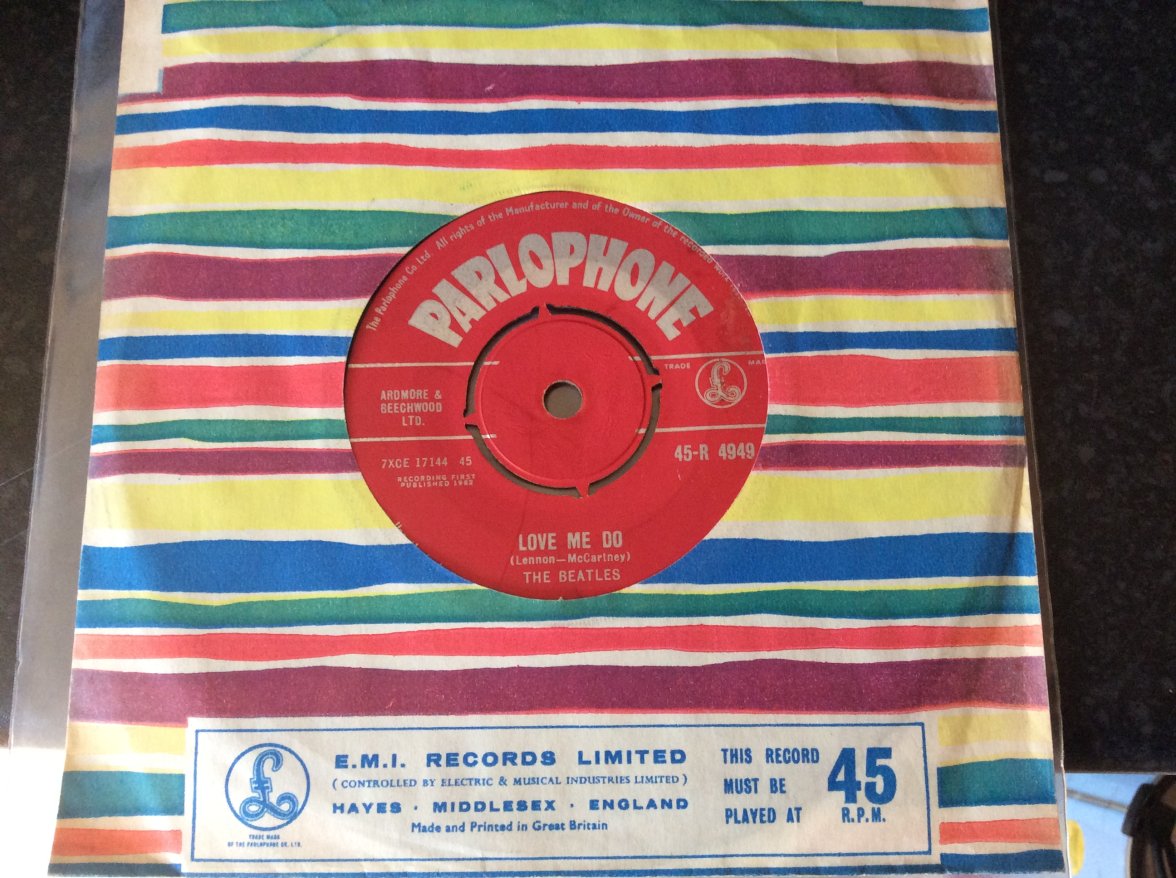 The Parlophone Co Ltd All rights of the Manufacturer and of the Owner of the recorded work
PARLOPHONE
TRADE MAR
£
ARDMORE &
BEECHWOOD
LTD.
7XCE 17144 45
RECORDING FIRST
PUBLISHED 1962
45-R 4949
LOVE ME DO
(Lennon—McCartney)
THE BEATLES
£
TRADE MARK
OF THE PARLOPHONE CO. LTD.
E.M.I. RECORDS LIMITED
(CONTROLLED BY ELECTRIC & MUSICAL INDUSTRIES LIMITED)
HAYES · MIDDLESEX · ENGLAND
Made and Printed in Great Britain
THIS RECORD
MUST BE
PLAYED AT
45
R.P.M.